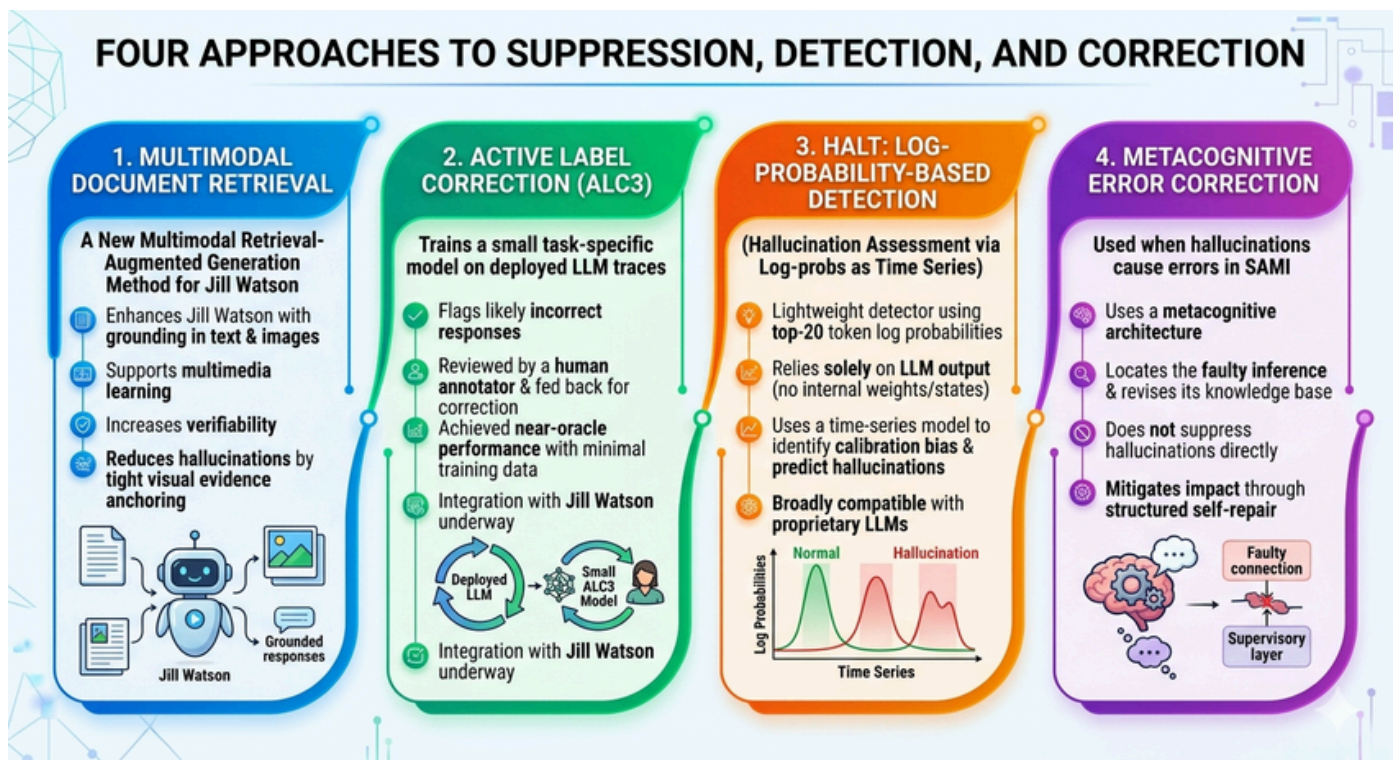 FOUR APPROACHES TO SUPPRESSION, DETECTION, AND CORRECTION
1. MULTIMODAL
DOCUMENT RETRIEVAL
A New Multimodal Retrieval-
Augmented Generation
Method for Jill Watson
Enhances Jill Watson with
grounding in text & images
Supports multimedia
learning
Increases verifiability
Reduces hallucinations by
tight visual evidence
anchoring
Grounded
responses
Jill Watson
2. ACTIVE LABEL
CORRECTION (ALC3)
Trains a small task-specific
model on deployed LLM traces
Flags likely incorrect
responses
Reviewed by a human
annotator & fed back for
correction
Achieved near-oracle
performance with minimal
training data
Integration with Jill Watson
underway
Deployed
LLM
Small
ALC3
Model
Integration with Jill Watson
underway
3. HALT: LOG-
PROBABILITY-BASED
DETECTION
(Hallucination Assessment via
Log-probs as Time Series)
Lightweight detector using
top-20 token log probabilities
Relies solely on LLM output
(no internal weights/states)
Uses a time-series model to
identify calibration bias &
predict hallucinations
Broadly compatible with
proprietary LLMs
Normal
Hallucination
Log Probabilities
Time Series
4. METACOGNITIVE
ERROR CORRECTION
Used when hallucinations
cause errors in SAMI
Uses a metacognitive
architecture
Locates the faulty inference
& revises its knowledge base
Does not suppress
hallucinations directly
Mitigates impact through
structured self-repair
Faulty
connection
Supervisory
layer